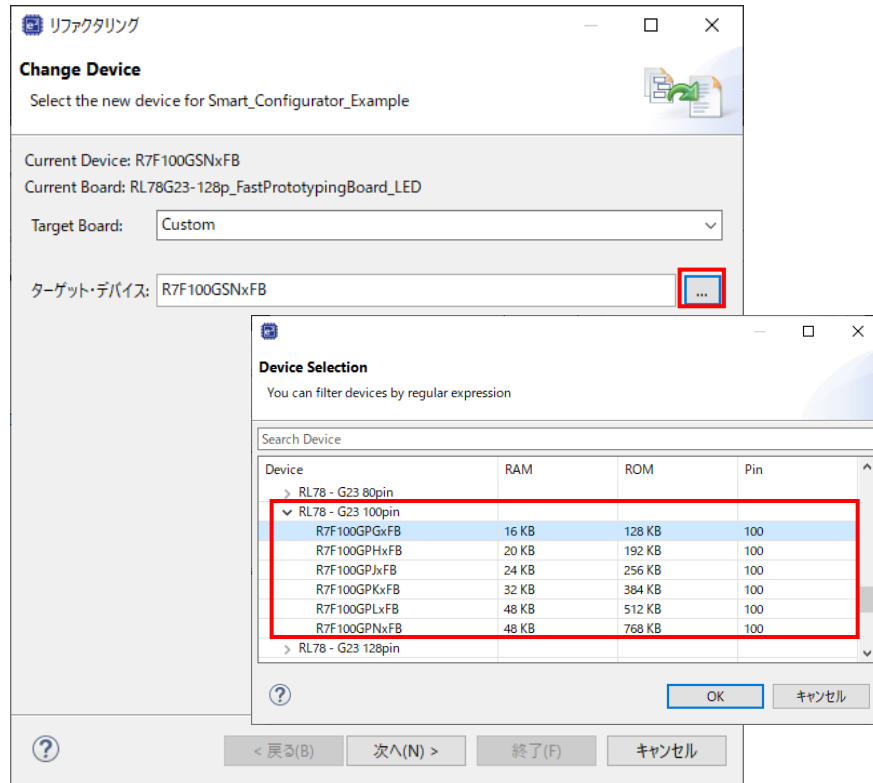 リファクタリング
Change Device
Select the new device for Smart_Configurator_Example
Current Device: R7F100GSNxFB
Current Board: RL78G23-128p_FastPrototypingBoard_LED
Target Board: Custom
ターゲット・デバイス: R7F100GSNxFB ...
Device Selection
You can filter devices by regular expression
Search Device
Device RAM ROM Pin
RL78 - G23 80pin
RL78 - G23 100pin
R7F100GPGxFB 16 KB 128 KB 100
R7F100GPHxFB 20 KB 192 KB 100
R7F100GPJxFB 24 KB 256 KB 100
R7F100GPKxFB 32 KB 384 KB 100
R7F100GPLxFB 48 KB 512 KB 100
R7F100GPNxFB 48 KB 768 KB 100
RL78 - G23 128pin
? OK キャンセル
? < 戻る(B) 次へ(N) > 終了(F) キャンセル